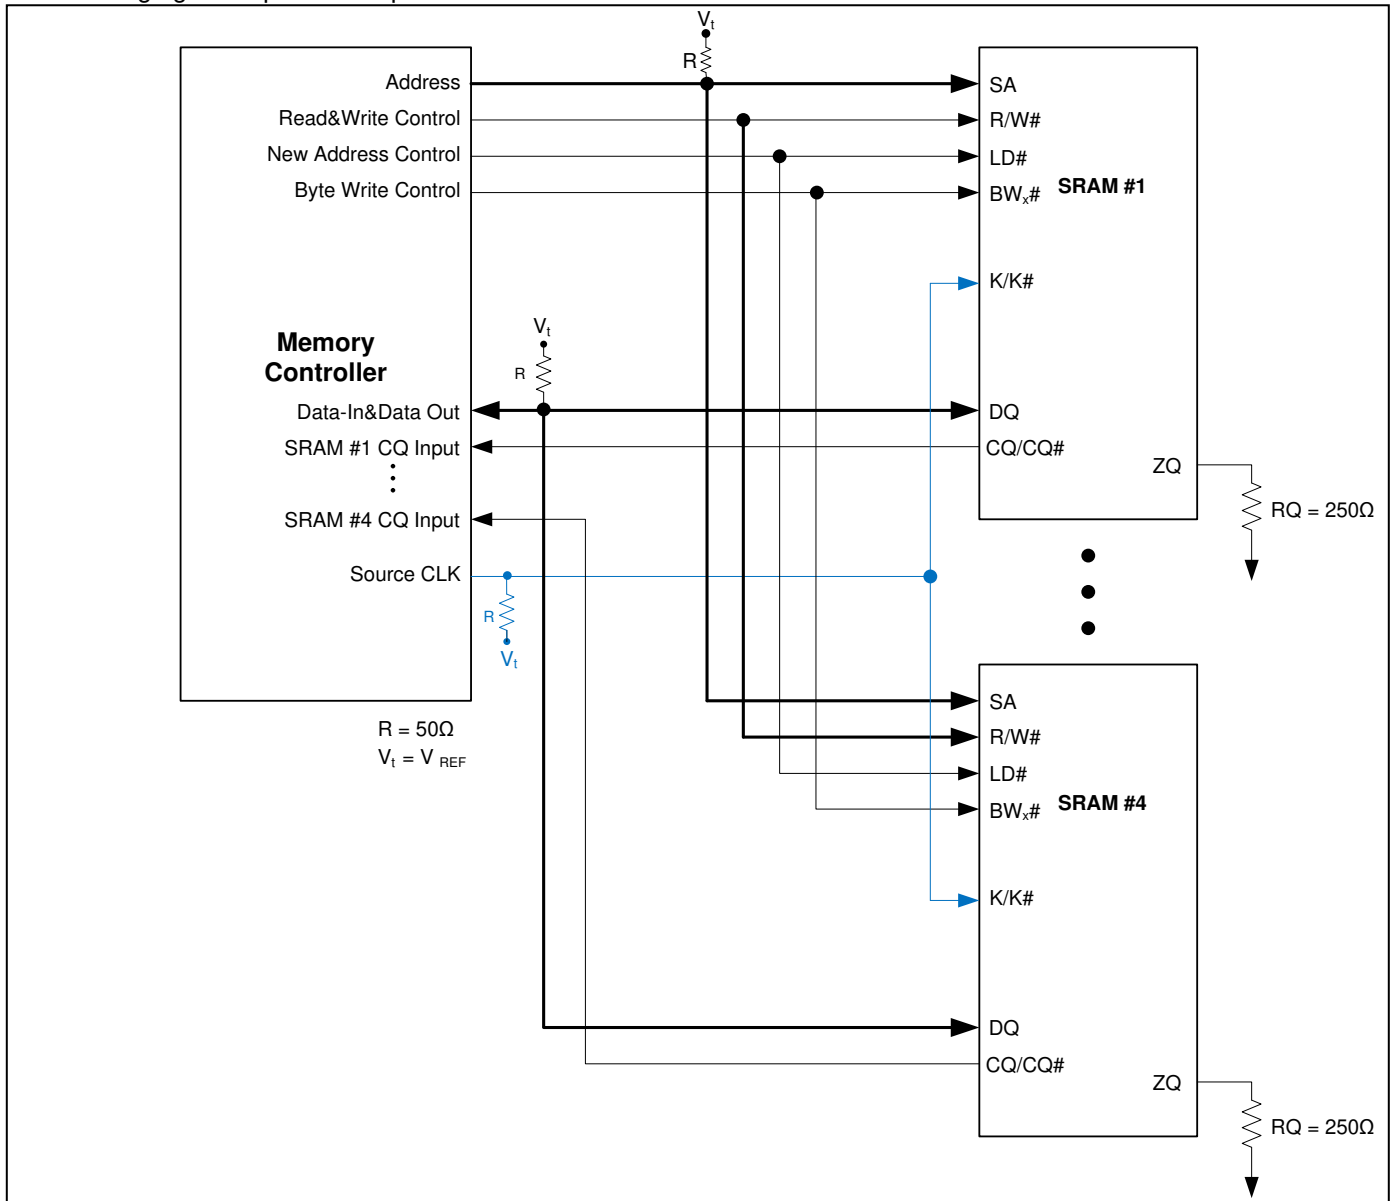 Vt
R
Address
Read&Write Control
New Address Control
Byte Write Control
SA
R/W#
LD#
BWx#
SRAM #1
K/K#
Vt
R
Memory
Controller
Data-In&Data Out
SRAM #1 CQ Input
SRAM #4 CQ Input
Source CLK
DQ
CQ/CQ#
ZQ
RQ = 250Ω
R
Vt
R = 50Ω
Vt = V REF
SA
R/W#
LD#
BWx#
SRAM #4
K/K#
DQ
CQ/CQ#
ZQ
RQ = 250Ω